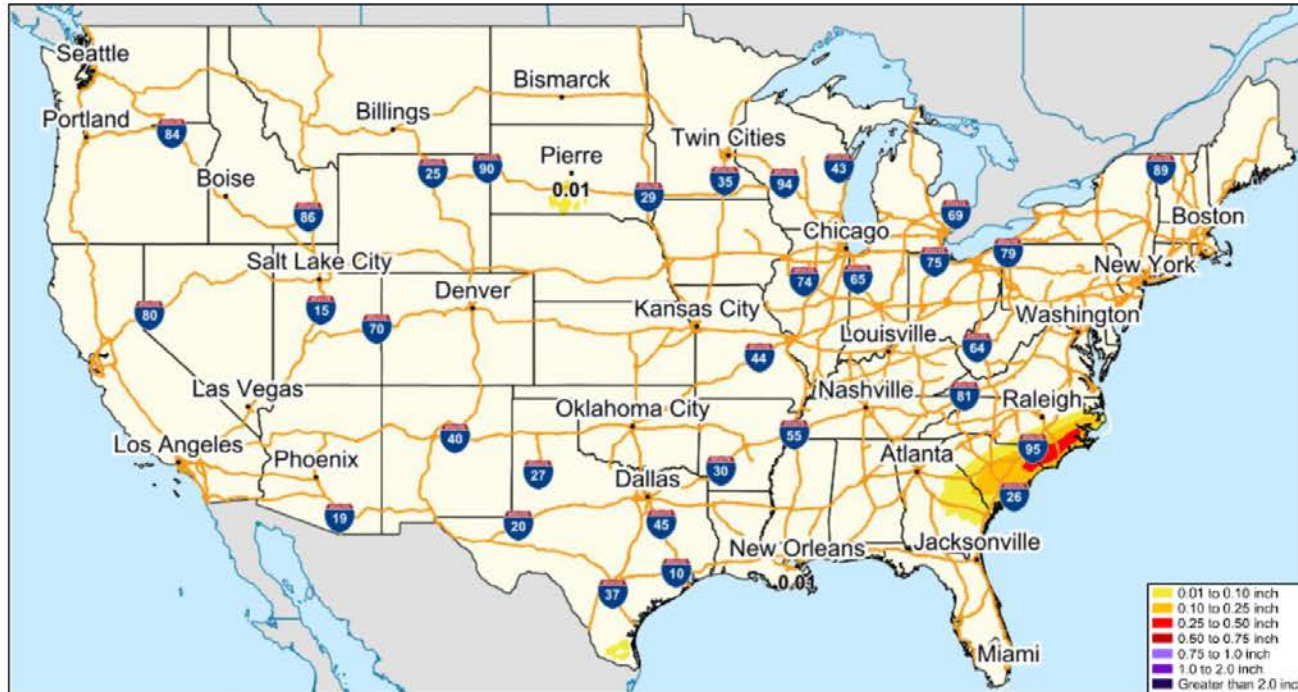 Seattle
Bismarck
Portland
Billings
84
Twin Cities
Pierre
43
89
25
90
0.01
35
94
Boise
29
86
69
Boston
Chicago
Salt Lake City
79
75
New York
74
65
Denver
80
15
Kansas City
Washington
70
Louisville
64
44
Las Vegas
Nashville
81
Raleigh
Oklahoma City
Los Angeles
40
55
95
Phoenix
Atlanta
27
30
Dallas
26
19
20
45
New Orleans
Jacksonville
10
0.01
37
Miami
0.01 to 0.10 inch
0.10 to 0.25 inch
0.25 to 0.50 inch
0.50 to 0.75 inch
0.75 to 1.0 inch
1.0 to 2.0 inch
Greater than 2.0 inch